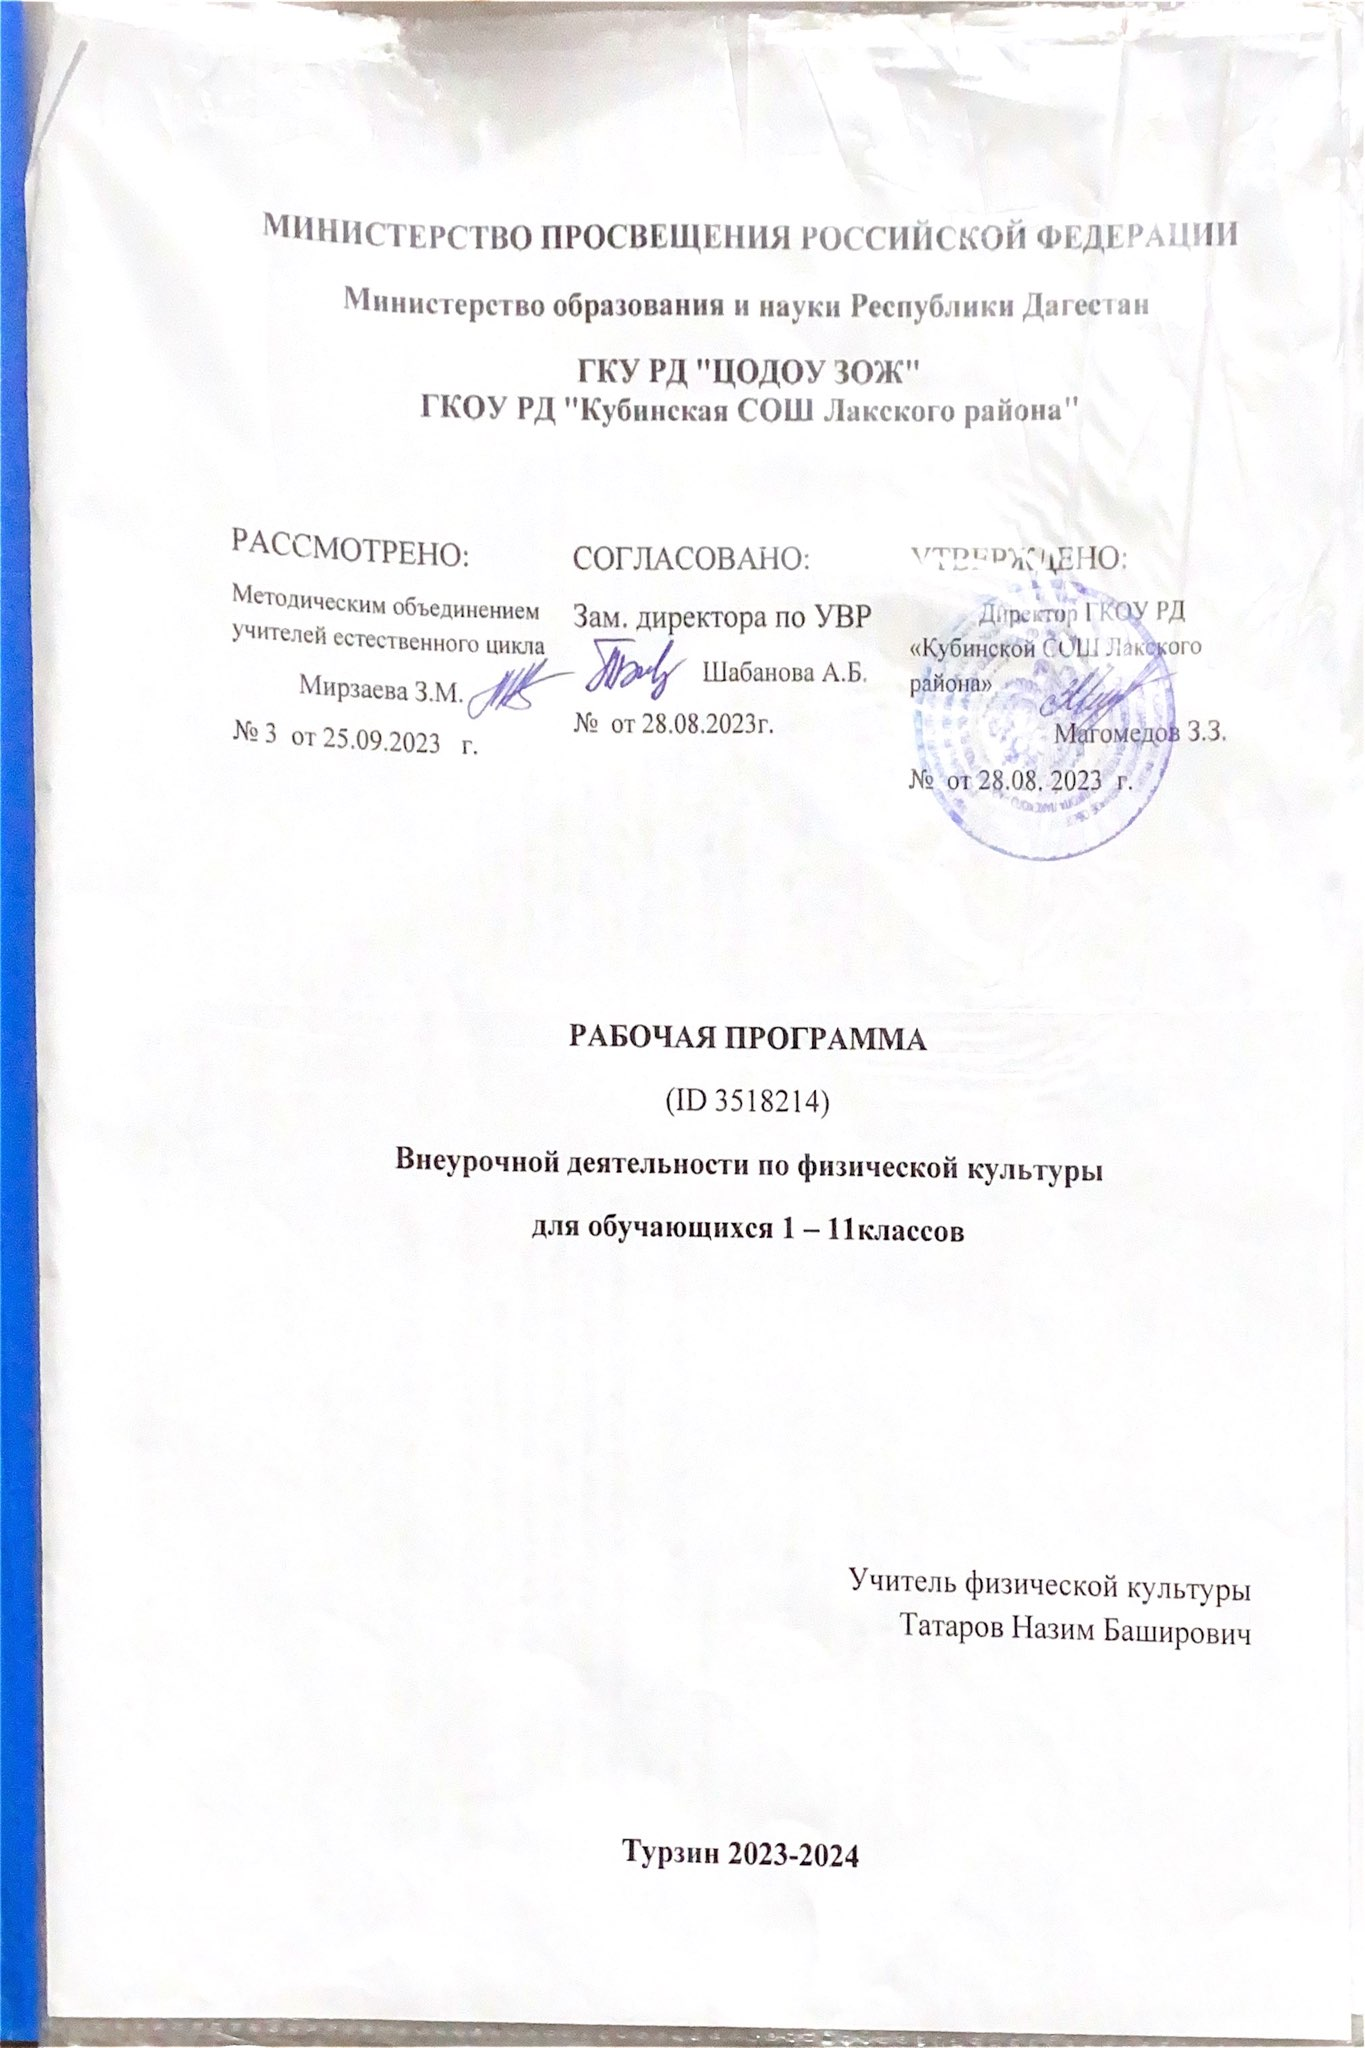 МИНИСТЕРСТВО ПРОСВЕЩЕНИЯ РОССИЙСКОЙ ФЕДЕРАЦИИ
Министерство образования и науки Республики Дагестан
ГКУ РД "ЦОДОУ ЗОЖ"
ГКОУ РД "Кубинская СОШ Лакского района"
РАССМОТРЕНО:
Методическим объединением
учителей естественного цикла
Мирзаева З.М.
№ 3 от 25.09.2023 г.
СОГЛАСОВАНО:
Зам. директора по УВР
Шабанова А.Б.
№ от 28.08.2023г.
УТВЕРЖДЕНО:
Директор ГКОУ РД
«Кубинской СОШ Лакского
района»
Магомедов З.З.
№ от 28.08. 2023 г.
РАБОЧАЯ ПРОГРАММА
(ID 3518214)
Внеурочной деятельности по физической культуры
для обучающихся 1 – 11классов
Учитель физической культуры
Татаров Назим Баширович
Турзин 2023-2024